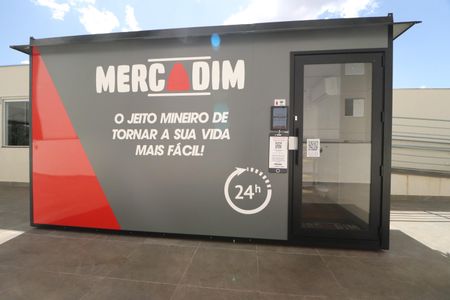 MERCADIM
O JEITO MINEIRO DE
TORNAR A SUA VIDA
MAIS FÁCIL!
24h